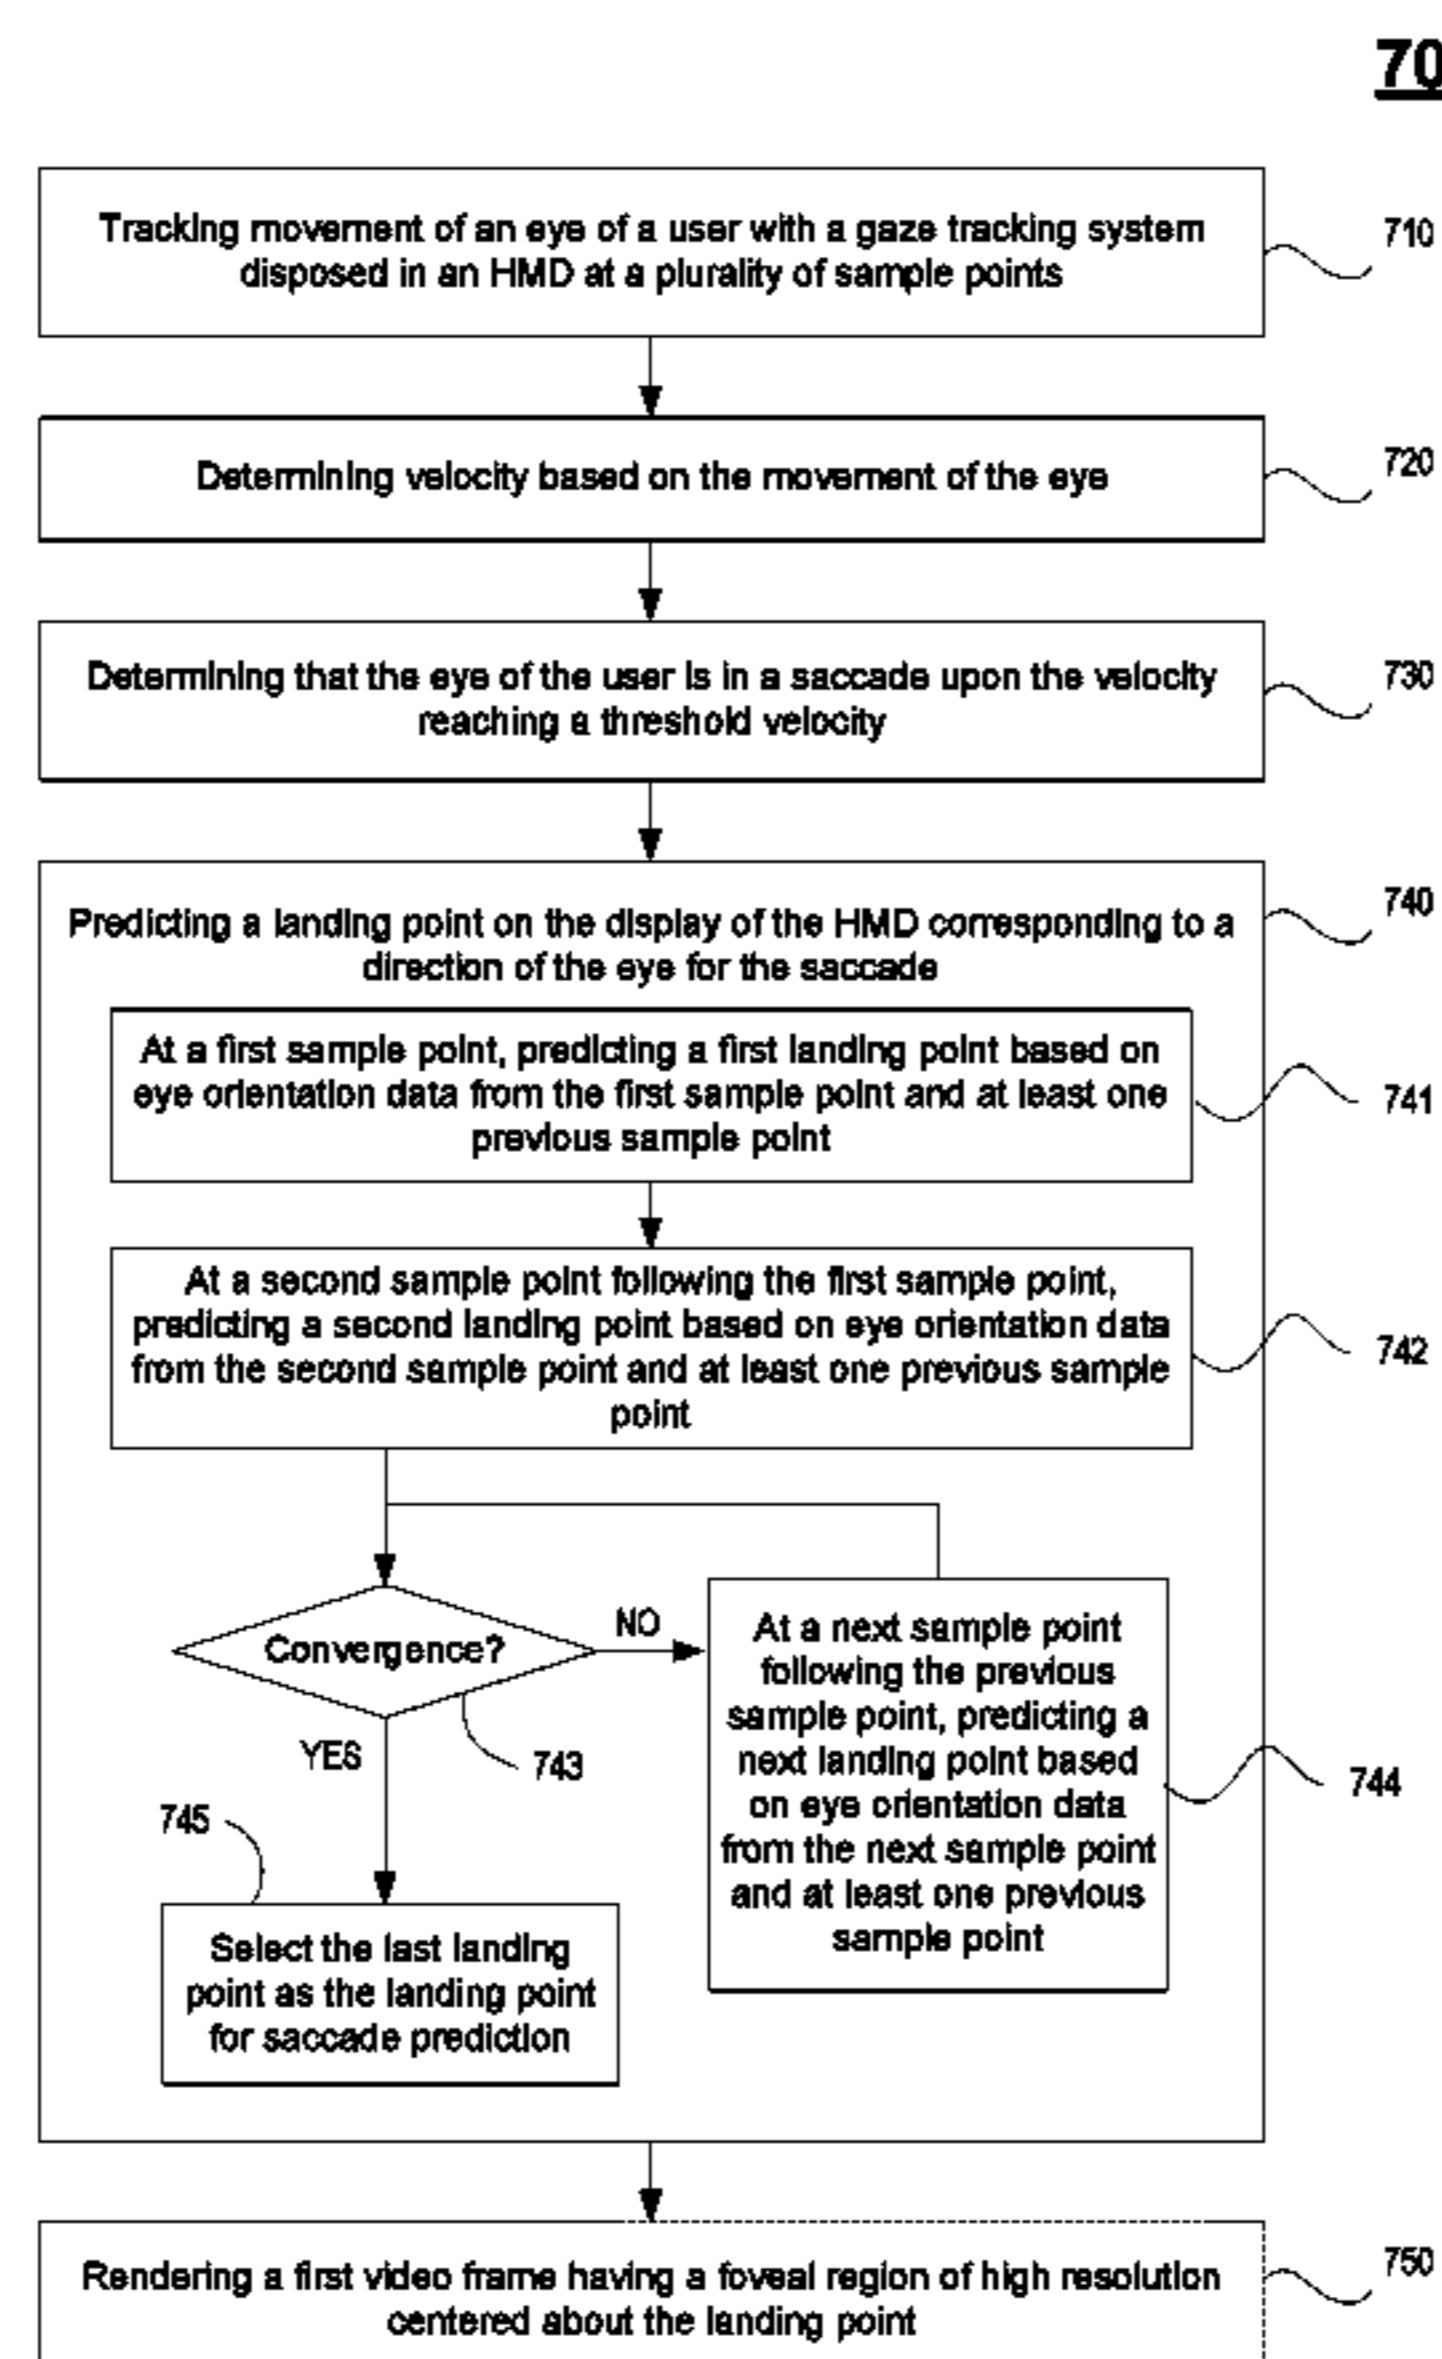 70
Tracking movement of an eye of a user with a gaze tracking system
disposed in an HMD at a plurality of sample points
710
Determining velocity based on the movement of the eye
720
Determining that the eye of the user is in a saccade upon the velocity
reaching a threshold velocity
730
Predicting a landing point on the display of the HMD corresponding to a
direction of the eye for the saccade
740
At a first sample point, predicting a first landing point based on
eye orientation data from the first sample point and at least one
previous sample point
741
At a second sample point following the first sample point,
predicting a second landing point based on eye orientation data
from the second sample point and at least one previous sample
point
742
Convergence?
NO
YES
743
At a next sample point
following the previous
sample point, predicting a
next landing point based
on eye orientation data
from the next sample point
and at least one previous
sample point
744
745
Select the last landing
point as the landing point
for saccade prediction
Rendering a first video frame having a foveal region of high resolution
centered about the landing point
750